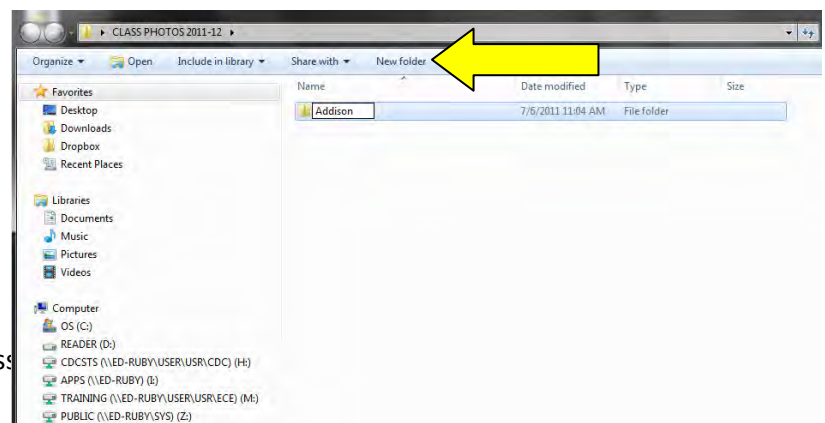 CLASS PHOTOS 2011-12
Organize Open Include in library Share with New folder
Name Date modified Type Size
Addison 7/6/2011 11:04 AM File folder
Favorites
Desktop
Downloads
Dropbox
Recent Places
Libraries
Documents
Music
Pictures
Videos
Computer
OS (C:)
READER (D:)
ss
CDCSTS (\\ED-RUBY\USER\USR\CDC) (H:)
APPS (\\ED-RUBY) (I:)
TRAINING (\\ED-RUBY\USER\USR\ECE) (M:)
PUBLIC (\\ED-RUBY\SYS) (Z:)